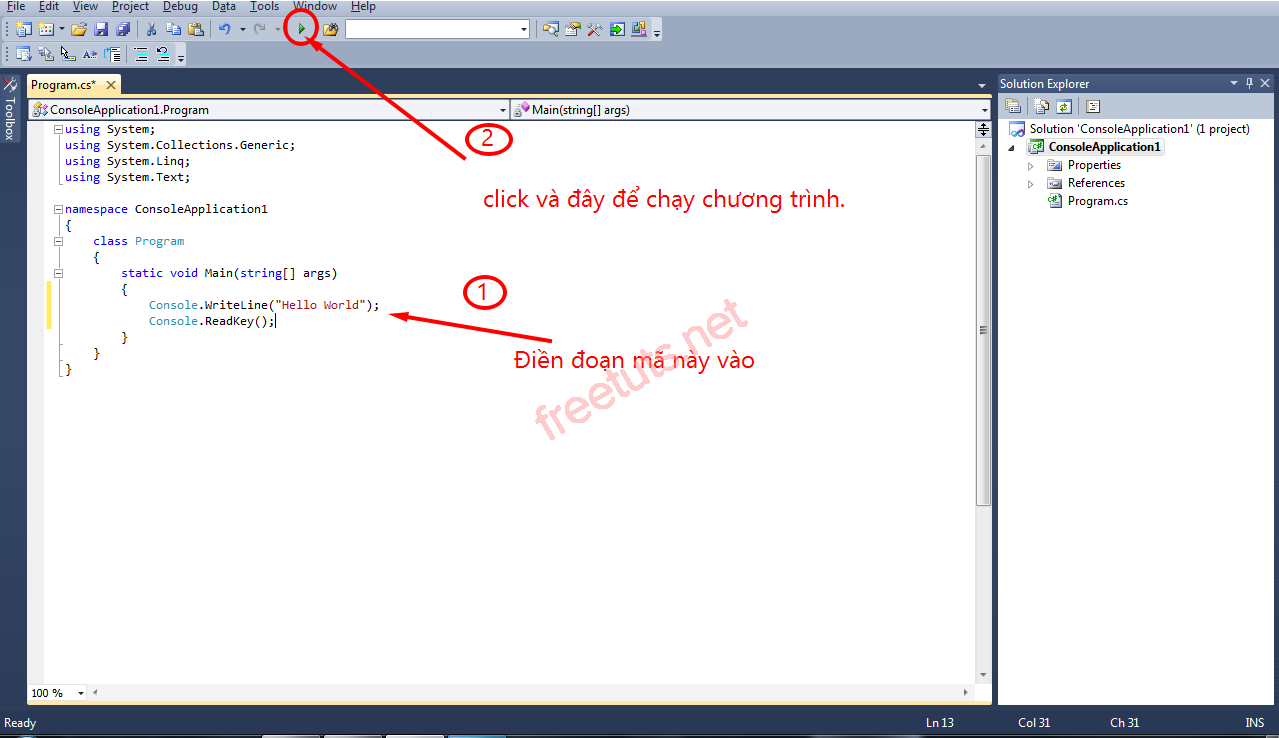 File Edit View Project Debug Data Tools Window Help
Program.cs* Solution Explorer
Toolbox
ConsoleApplication1.Program Main(string[] args)
Solution 'ConsoleApplication1' (1 project)
ConsoleApplication1
Properties
References
Program.cs
using System;
using System.Collections.Generic;
using System.Linq;
using System.Text;
2
click và đây để chạy chương trình.
namespace ConsoleApplication1
{
class Program
{
static void Main(string[] args)
{
Console.WriteLine("Hello World");
Console.ReadKey();
}
}
}
1
Điền đoạn mã này vào
freetuts.net
100 %
Ready Ln 13 Col 31 Ch 31 INS